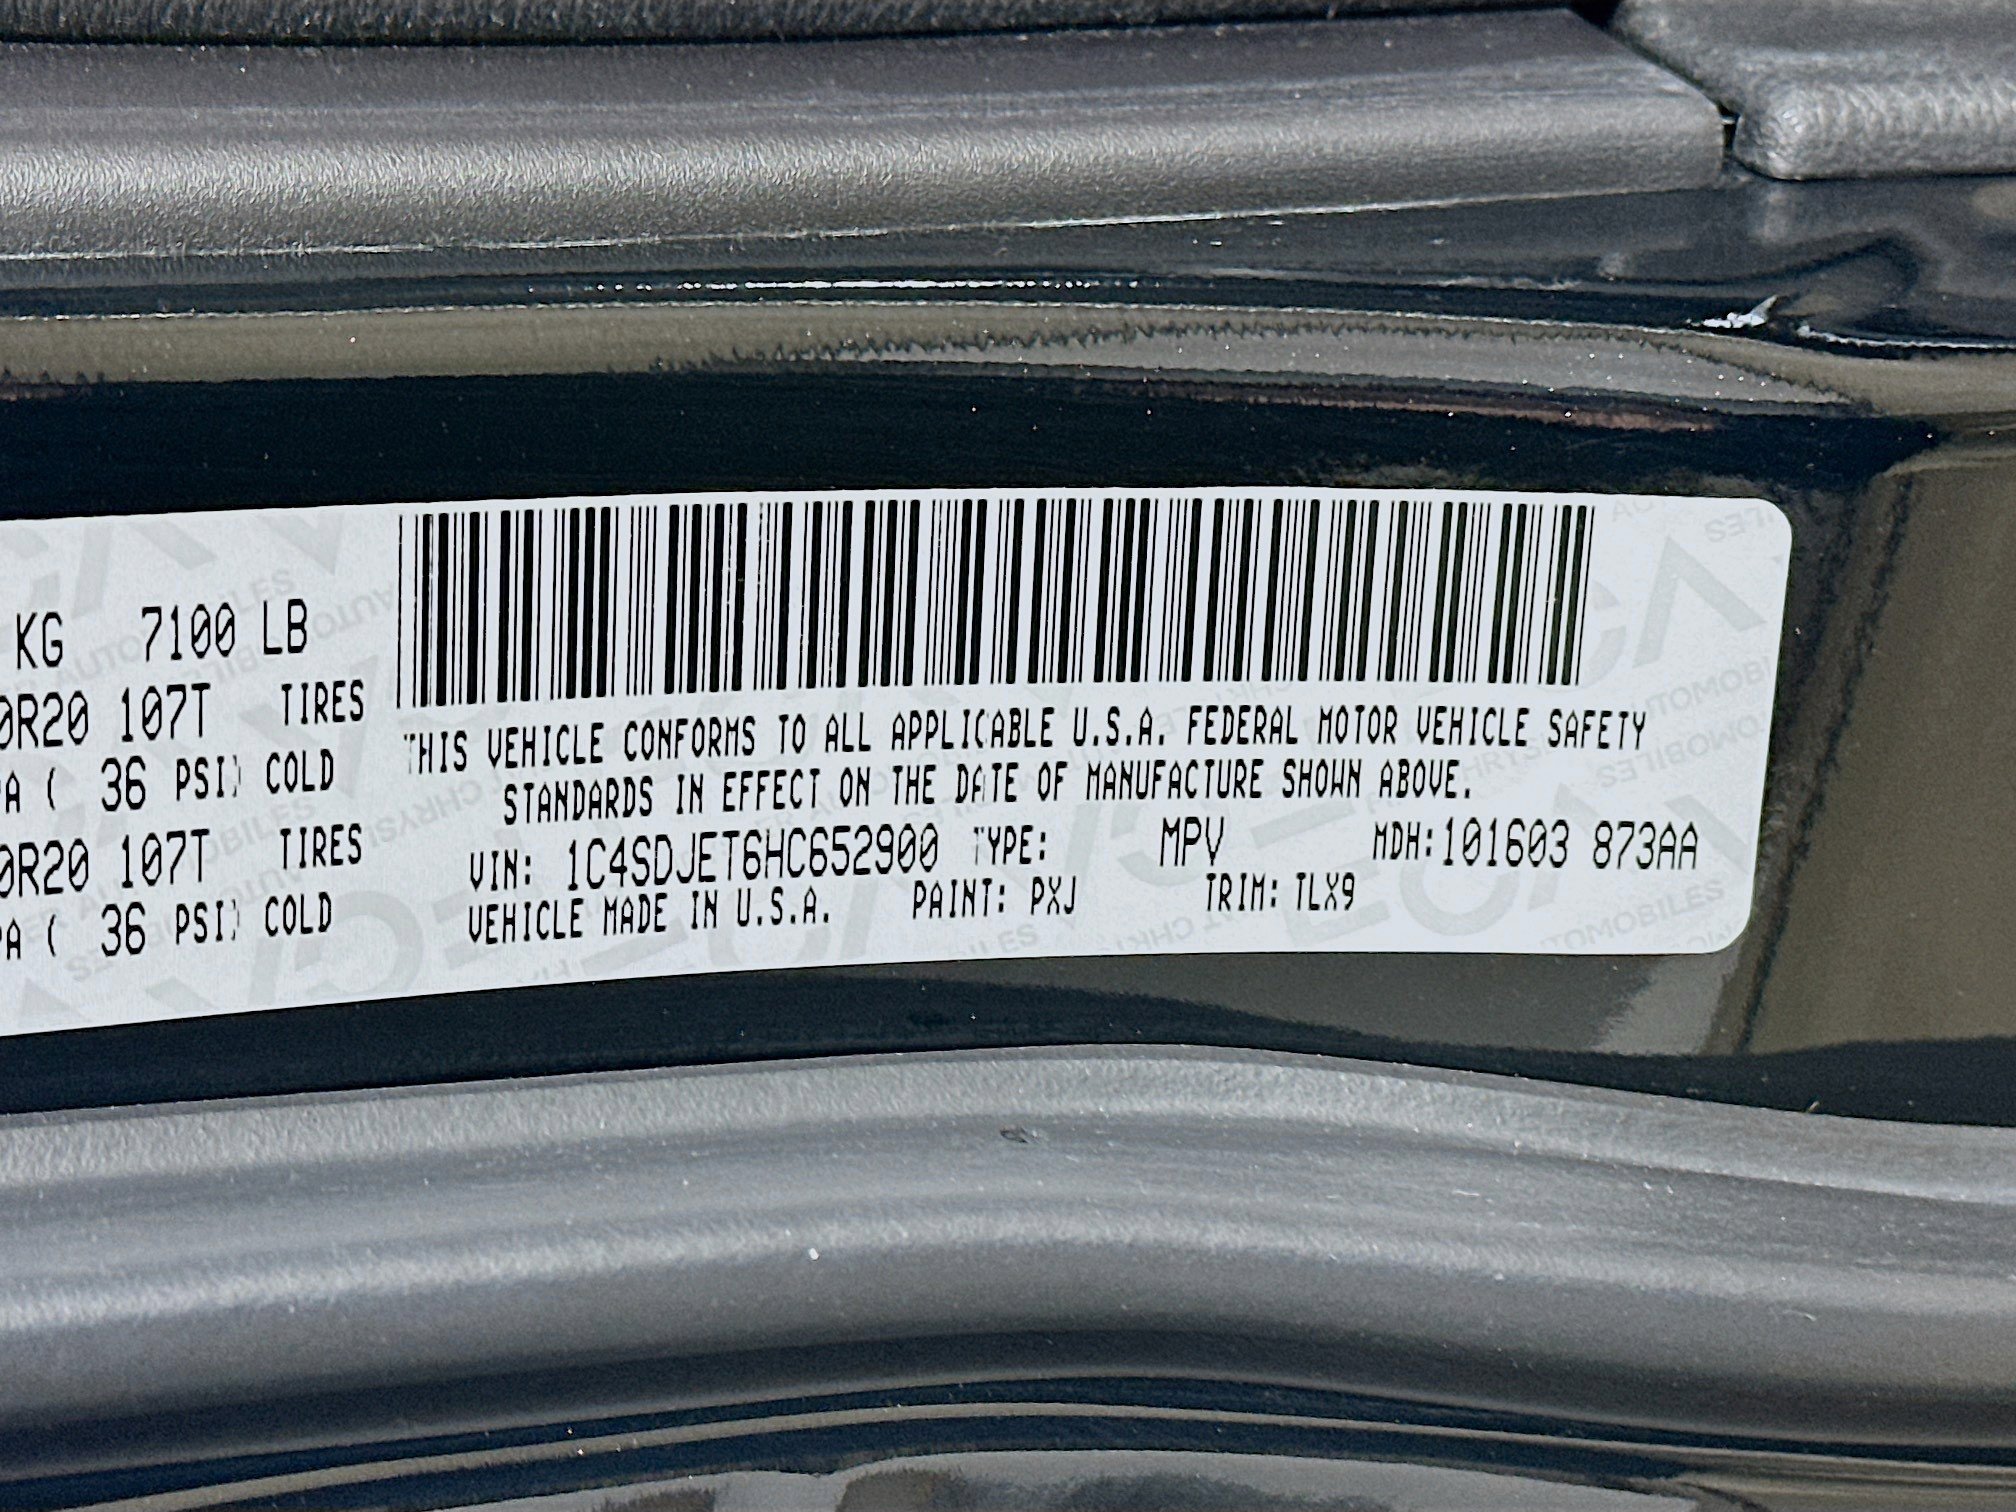 KG 7100 LB
0R20 107T TIRES
PA ( 36 PSI) COLD
0R20 107T TIRES
PA ( 36 PSI) COLD
THIS VEHICLE CONFORMS TO ALL APPLICABLE U.S.A. FEDERAL MOTOR VEHICLE SAFETY
STANDARDS IN EFFECT ON THE DATE OF MANUFACTURE SHOWN ABOVE.
VIN: 1C4SDJET6HC652900 TYPE: MPV MDH:101603 873AA
VEHICLE MADE IN U.S.A. PAINT: PXJ TRIM: TLX9